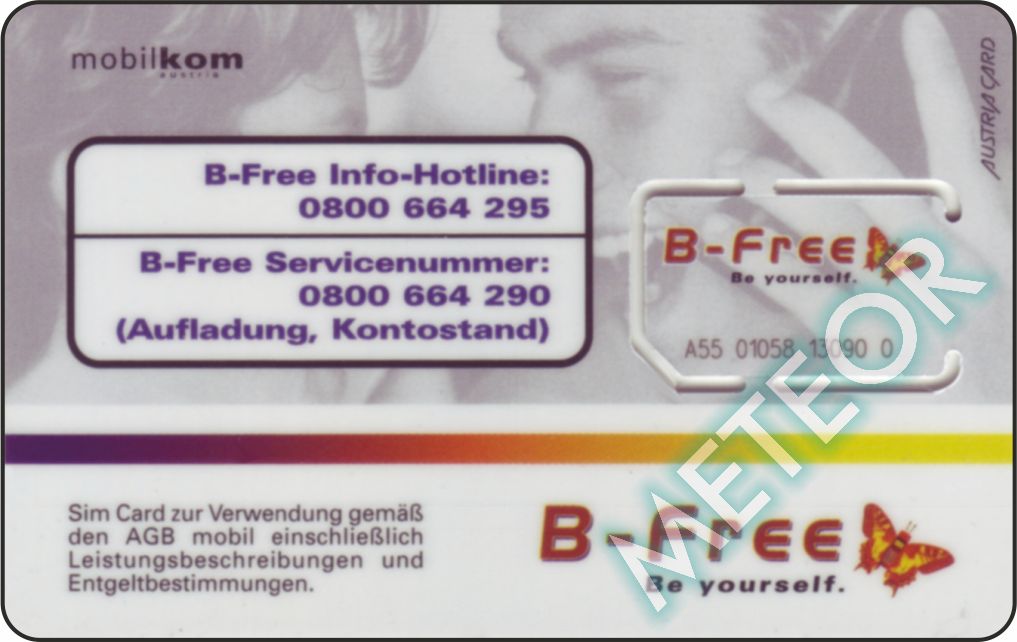 mobilkom
austria
AUSTRIA CARD
B-Free Info-Hotline:
0800 664 295
B-Free Servicenummer:
0800 664 290
(Aufladung, Kontostand)
B-FREE
Be yourself.
A55 01058 13090 0
METEOR
Sim Card zur Verwendung gemäß
den AGB mobil einschließlich
Leistungsbeschreibungen und
Entgeltbestimmungen.
B-FREE
Be yourself.